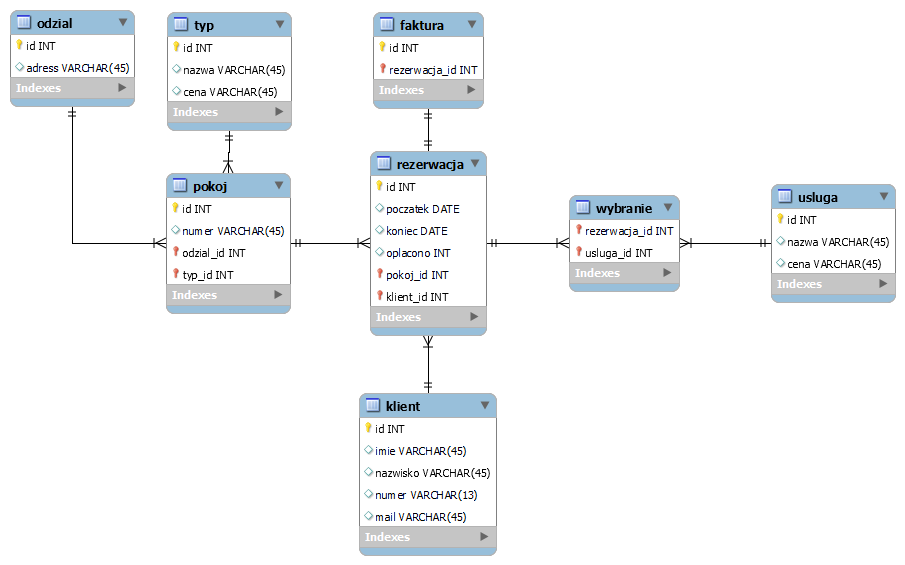 odzial
id INT
adress VARCHAR(45)
Indexes
typ
id INT
nazwa VARCHAR(45)
cena VARCHAR(45)
Indexes
faktura
id INT
rezerwacja_id INT
Indexes
pokoj
id INT
numer VARCHAR(45)
odzial_id INT
typ_id INT
Indexes
rezerwacja
id INT
poczatek DATE
koniec DATE
oplacono INT
pokoj_id INT
klient_id INT
Indexes
wybranie
rezerwacja_id INT
usluga_id INT
Indexes
usluga
id INT
nazwa VARCHAR(45)
cena VARCHAR(45)
Indexes
klient
id INT
imie VARCHAR(45)
nazwisko VARCHAR(45)
numer VARCHAR(13)
mail VARCHAR(45)
Indexes